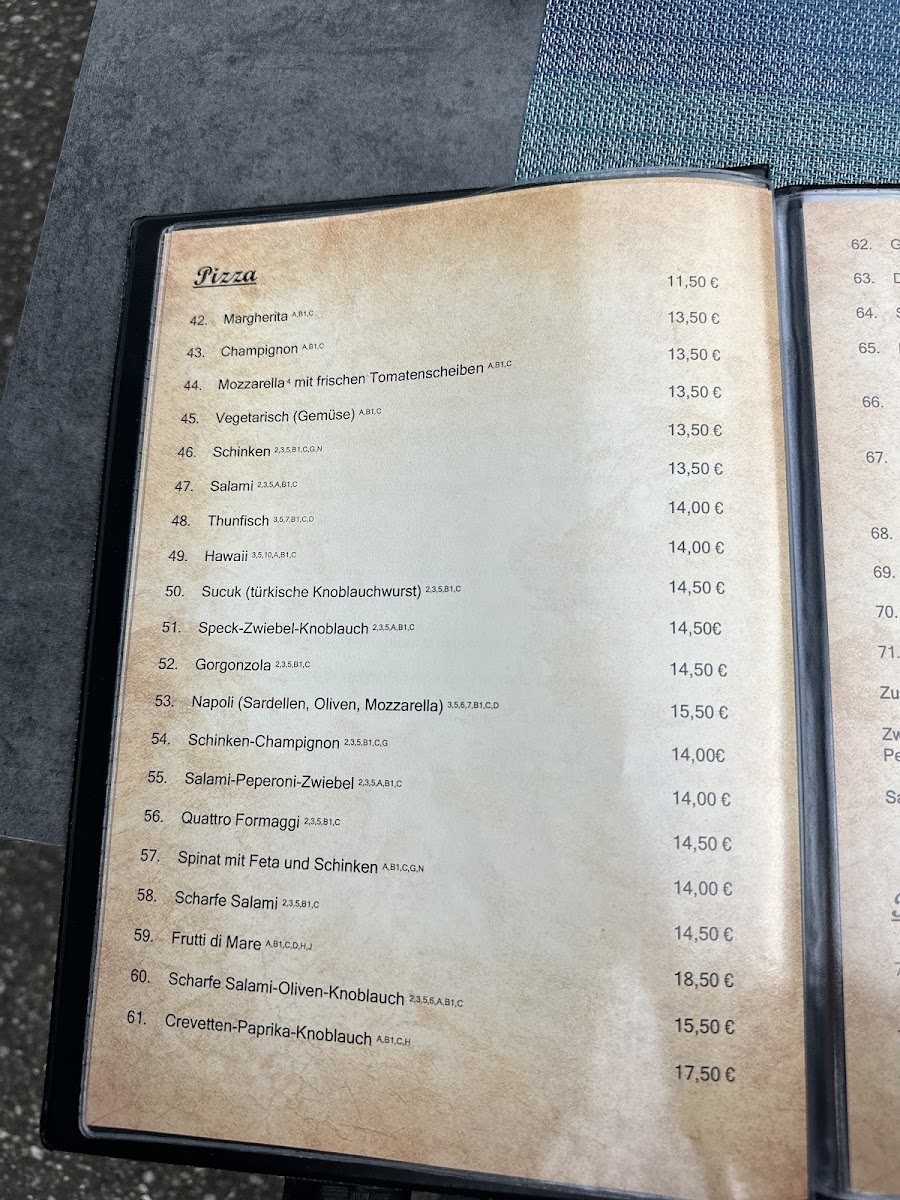 Pizza
42. Margherita A,B1,C 11,50 €
43. Champignon A,B1,C 13,50 €
44. Mozzarella⁴ mit frischen Tomatenscheiben A,B1,C 13,50 €
45. Vegetarisch (Gemüse) A,B1,C 13,50 €
46. Schinken 2,3,5,B1,C,G,N 13,50 €
47. Salami 2,3,5,A,B1,C 13,50 €
48. Thunfisch 3,5,7,B1,C,D 14,00 €
49. Hawaii 3,5,10,A,B1,C 14,00 €
50. Sucuk (türkische Knoblauchwurst) 2,3,5,B1,C 14,50 €
51. Speck-Zwiebel-Knoblauch 2,3,5,A,B1,C 14,50€
52. Gorgonzola 2,3,5,B1,C 14,50 €
53. Napoli (Sardellen, Oliven, Mozzarella) 3,5,6,7,B1,C,D 15,50 €
54. Schinken-Champignon 2,3,5,B1,C,G 14,00€
55. Salami-Peperoni-Zwiebel 2,3,5,A,B1,C 14,00 €
56. Quattro Formaggi 2,3,5,B1,C 14,50 €
57. Spinat mit Feta und Schinken A,B1,C,G,N 14,00 €
58. Scharfe Salami 2,3,5,B1,C 14,50 €
59. Frutti di Mare A,B1,C,D,H,J 18,50 €
60. Scharfe Salami-Oliven-Knoblauch 2,3,5,6,A,B1,C 15,50 €
61. Crevetten-Paprika-Knoblauch A,B1,C,H 17,50 €
62.
63.
64.
65.
66.
67.
68.
69.
70.
71.